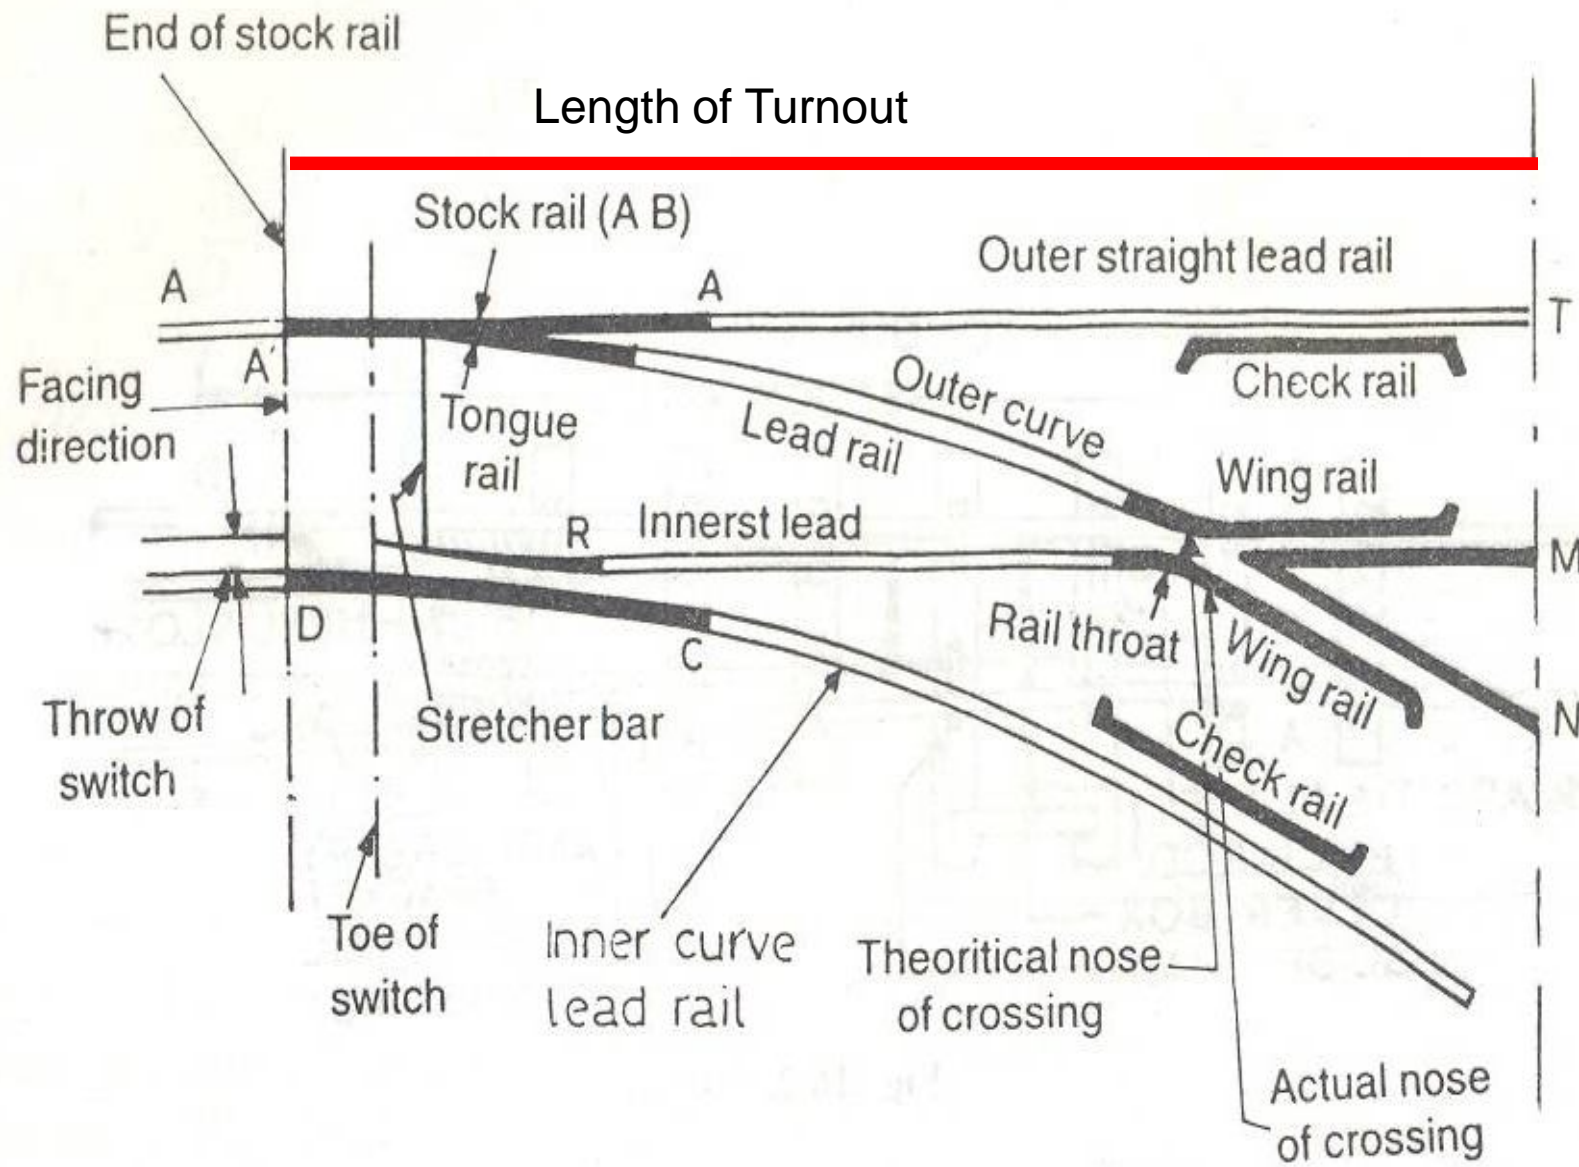 End of stock rail
Length of Turnout
Stock rail (A B)
Outer straight lead rail
A
A
T
A'
Facing
direction
Tongue
rail
Outer curve
Lead rail
Check rail
Wing rail
R
Innerst lead
M
D
C
Rail throat
Wing rail
N
Throw of
switch
Stretcher bar
Check rail
Toe of
switch
Inner curve
lead rail
Theoritical nose
of crossing
Actual nose
of crossing